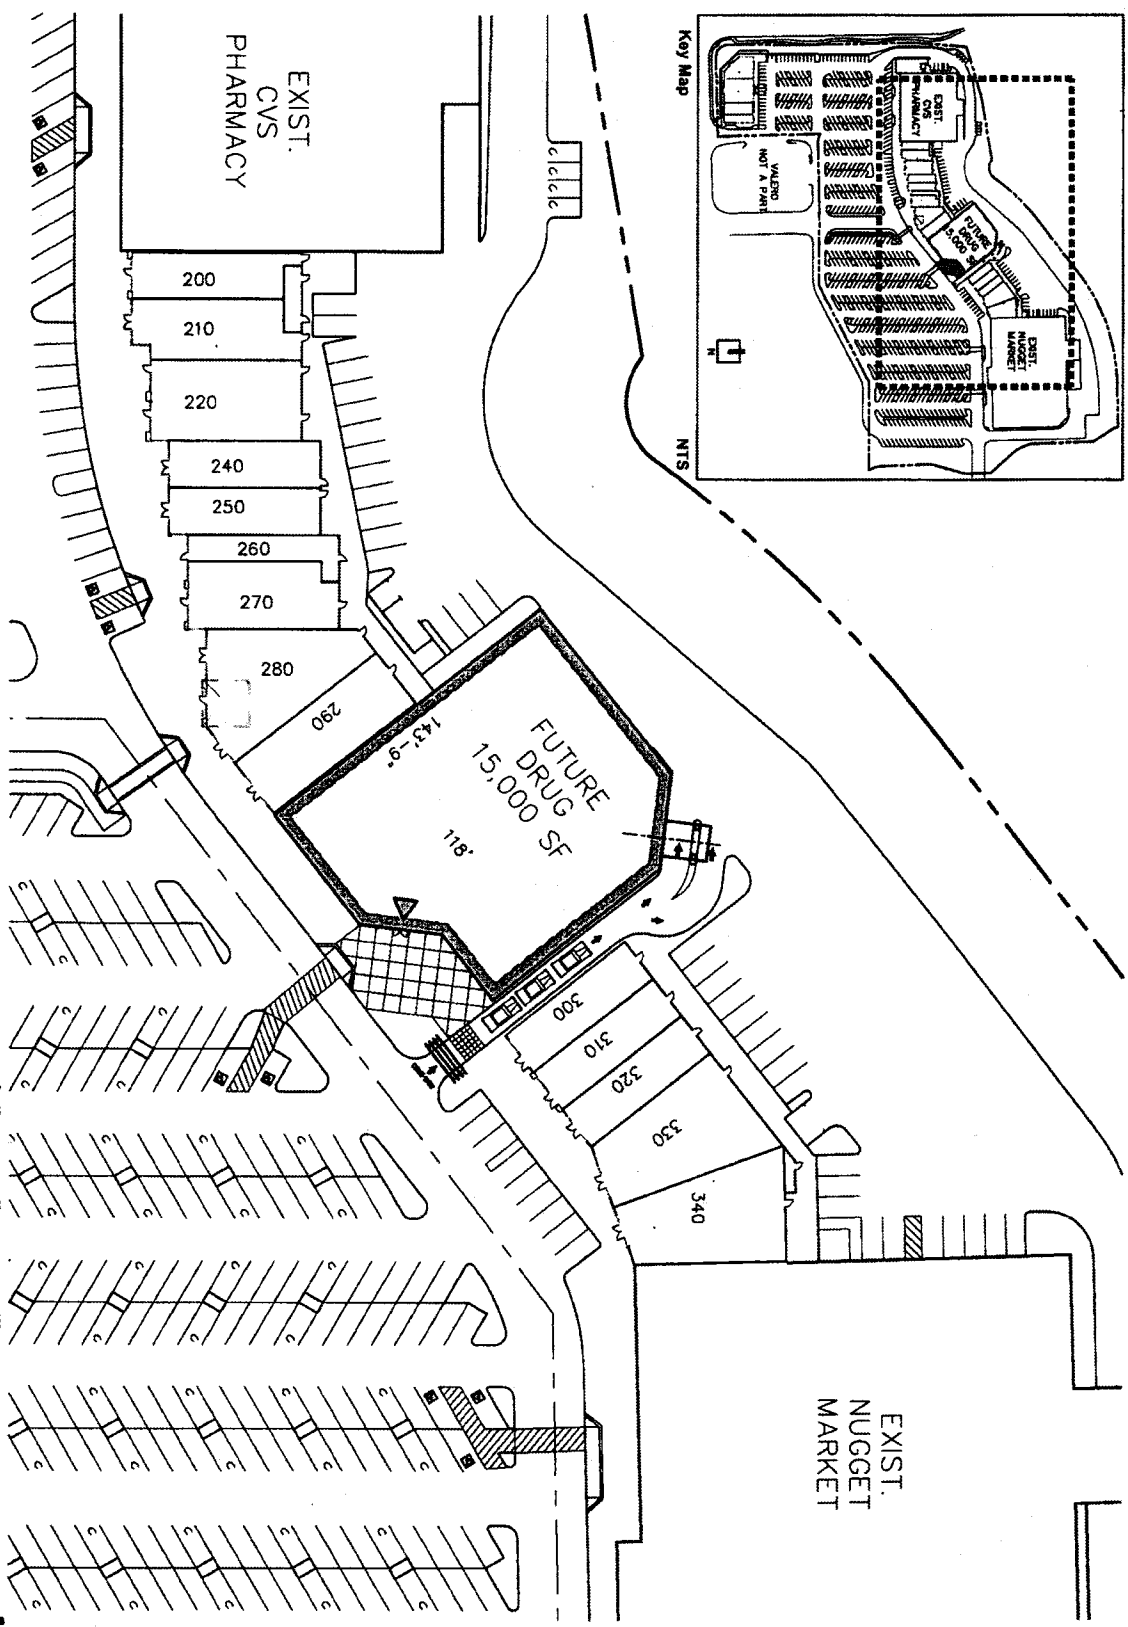 Key Map
NTS
EXIST.
CVS
PHARMACY
VALERO
NOT A PART
FUTURE
DRUG
15,000 SF
EXIST.
NUGGET
MARKET
N
EXIST.
CVS
PHARMACY
200
210
220
240
250
260
270
280
290
143'-9"
118'
FUTURE
DRUG
15,000 SF
300
310
320
330
340
EXIST.
NUGGET
MARKET